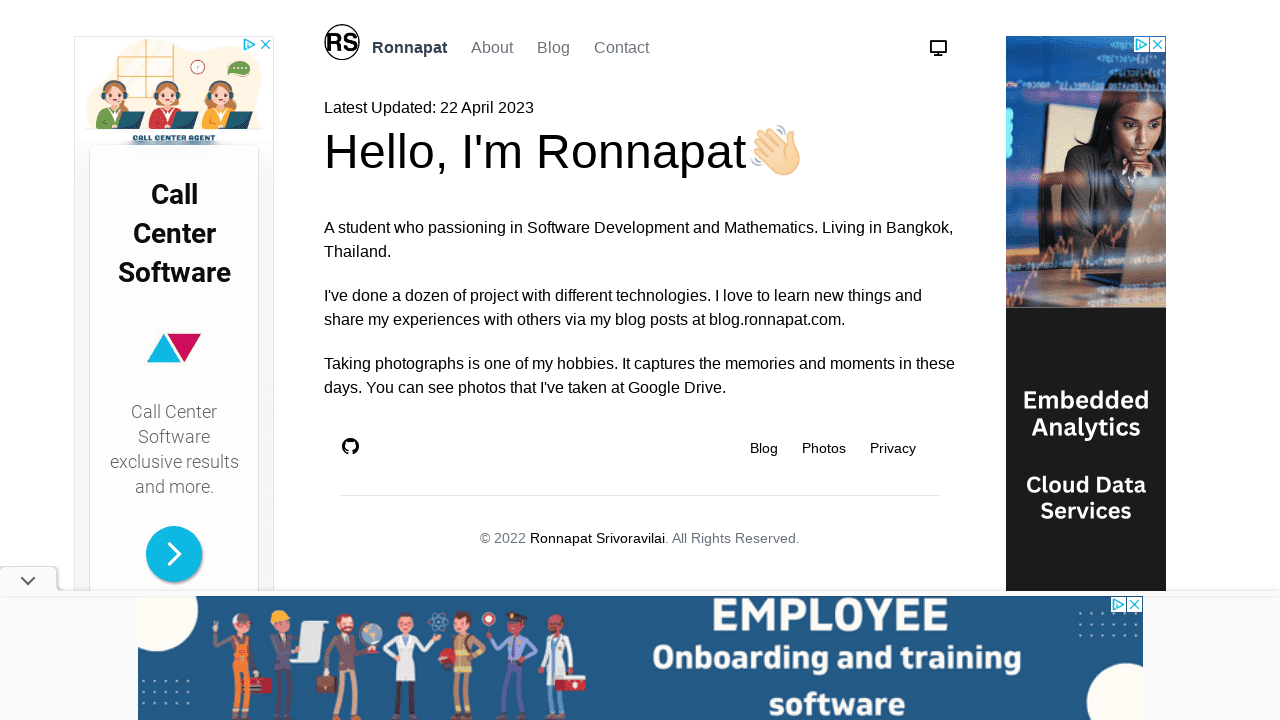 RS
Ronnapat About Blog Contact
Latest Updated: 22 April 2023
Hello, I'm Ronnapat👋🏻
A student who passioning in Software Development and Mathematics. Living in Bangkok,
Thailand.
I've done a dozen of project with different technologies. I love to learn new things and
share my experiences with others via my blog posts at blog.ronnapat.com.
Taking photographs is one of my hobbies. It captures the memories and moments in these
days. You can see photos that I've taken at Google Drive.
Blog Photos Privacy
© 2022 Ronnapat Srivoravilai. All Rights Reserved.
CALL CENTER AGENT
Call
Center
Software
Call Center
Software
exclusive results
and more.
Embedded
Analytics
Cloud Data
Services
EMPLOYEE
Onboarding and training
software